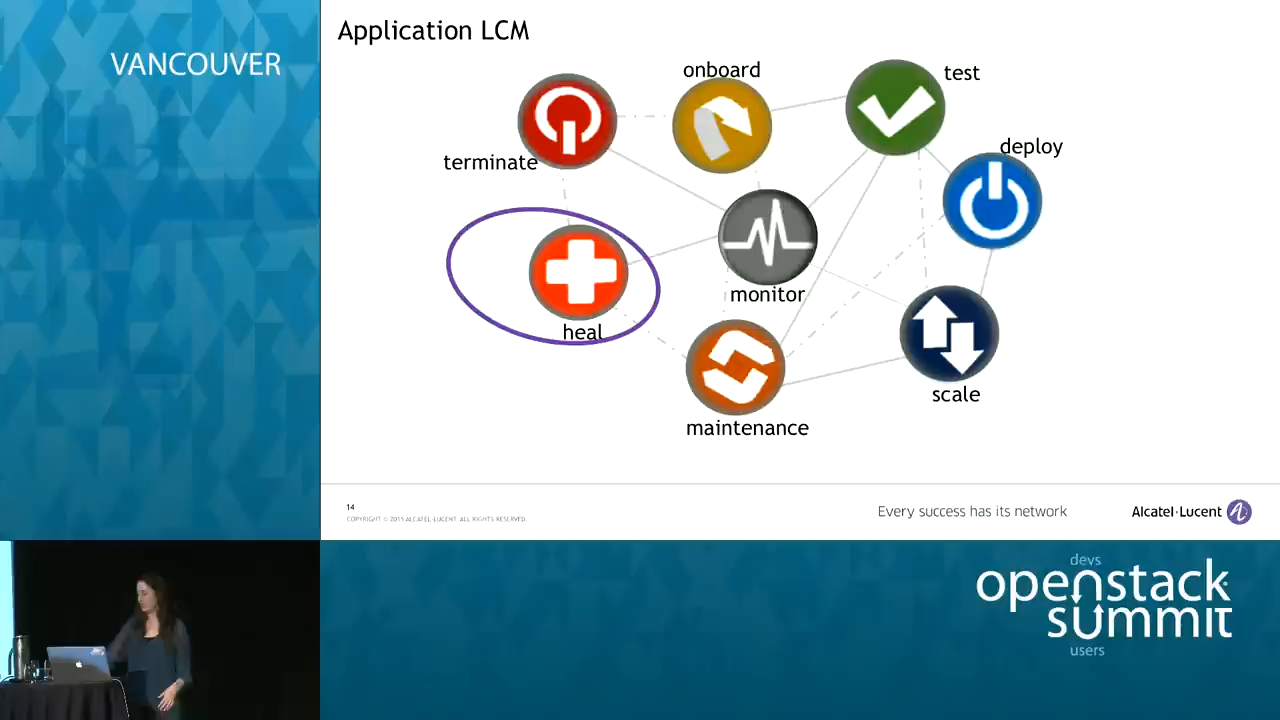 VANCOUVER
Application LCM
onboard
test
terminate
deploy
monitor
heal
scale
maintenance
14
COPYRIGHT © 2015 ALCATEL-LUCENT. ALL RIGHTS RESERVED.
Every success has its network
Alcatel·Lucent
devs
openstack
summit
users